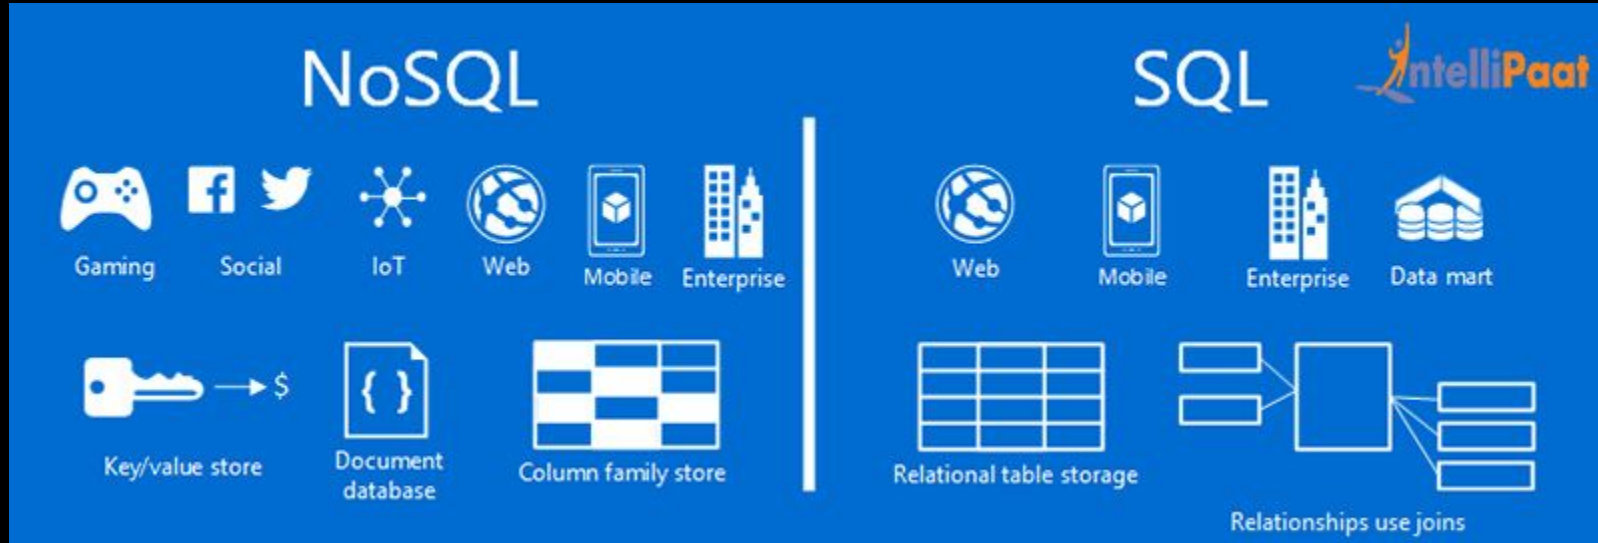 NoSQL
SQL
IntelliPaat
Gaming
Social
IoT
Web
Mobile
Enterprise
Web
Mobile
Enterprise
Data mart
$
{ }
Key/value store
Document
database
Column family store
Relational table storage
Relationships use joins